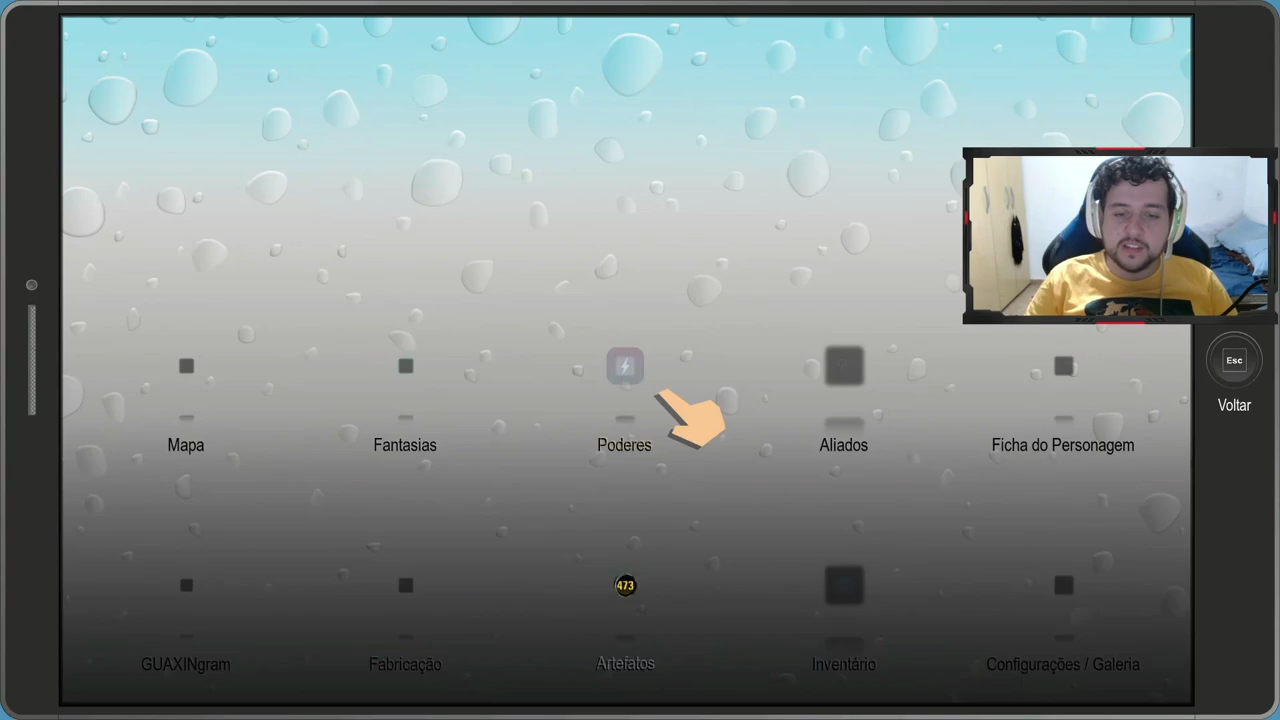 Esc
Voltar
Mapa
Fantasias
Poderes
Aliados
Ficha do Personagem
473
GUAXINgram
Fabricação
Artefatos
Inventário
Configurações / Galeria